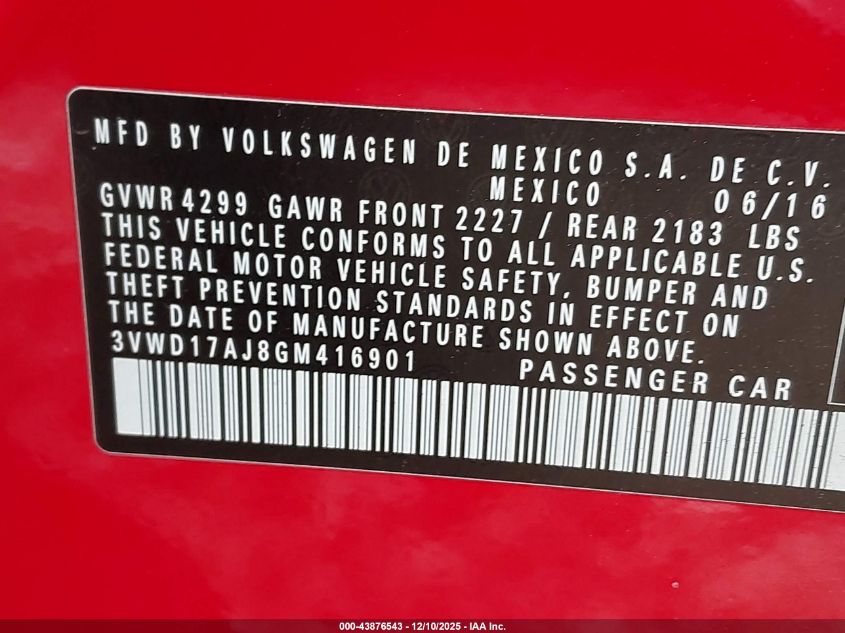 MFD BY VOLKSWAGEN DE MEXICO S.A. DE C.V.
MEXICO 06/16
GVWR 4299 GAWR FRONT 2227 / REAR 2183 LBS
THIS VEHICLE CONFORMS TO ALL APPLICABLE U.S.
FEDERAL MOTOR VEHICLE SAFETY, BUMPER AND
THEFT PREVENTION STANDARDS IN EFFECT ON
THE DATE OF MANUFACTURE SHOWN ABOVE.
3VWD17AJ8GM416901 PASSENGER CAR
000-43876543 - 12/10/2025 - IAA Inc.